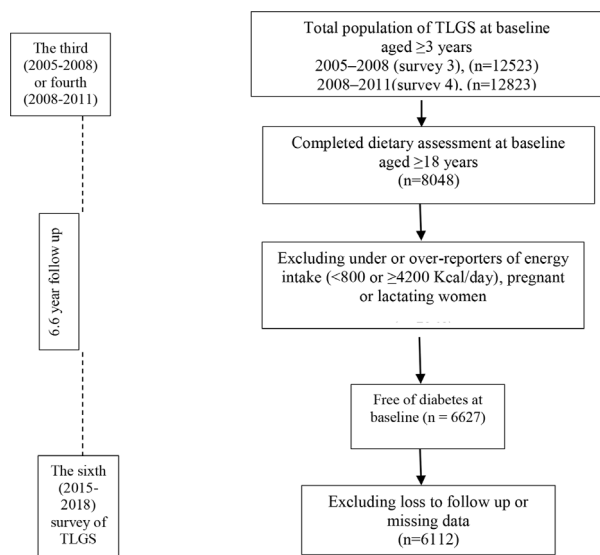 The third
(2005-2008)
or fourth
(2008-2011)
6.6 year follow up
The sixth
(2015-
2018)
survey of
TLGS
Total population of TLGS at baseline
aged ≥3 years
2005–2008 (survey 3), (n=12523)
2008–2011(survey 4), (n=12823)
Completed dietary assessment at baseline
aged ≥18 years
(n=8048)
Excluding under or over-reporters of energy
intake (<800 or ≥4200 Kcal/day), pregnant
or lactating women
Free of diabetes at
baseline (n = 6627)
Excluding loss to follow up or
missing data
(n=6112)